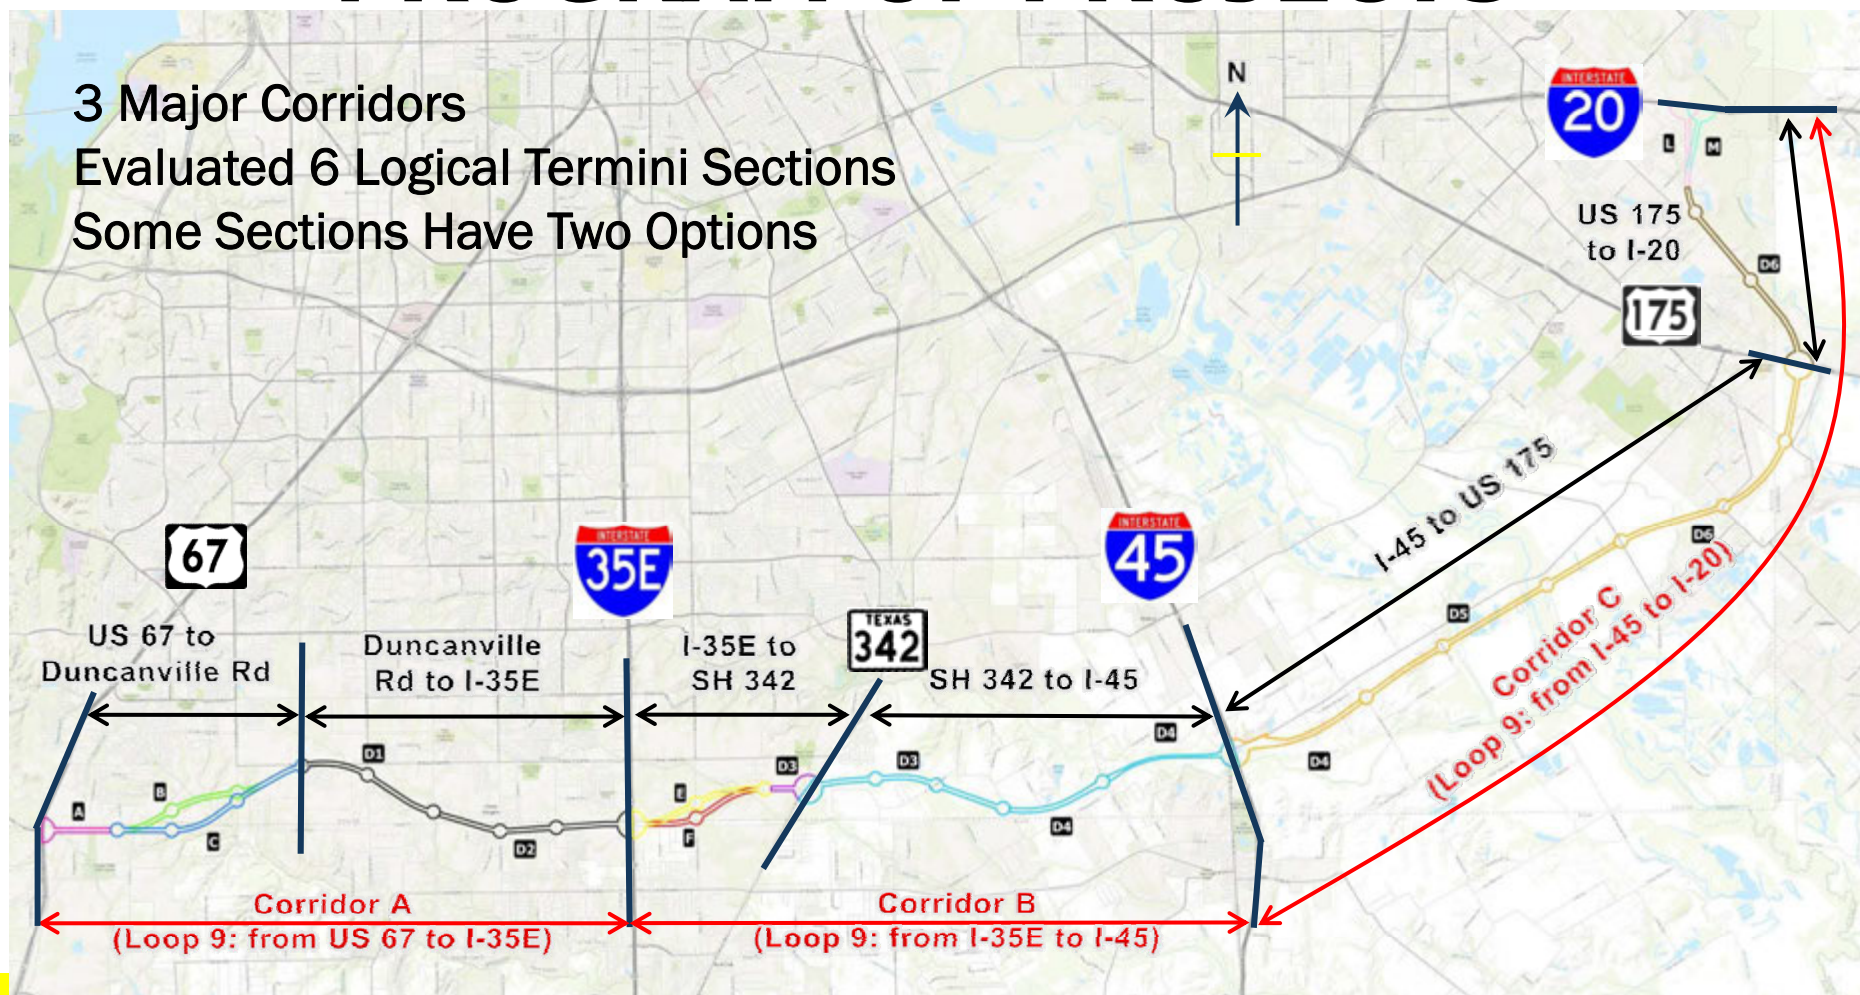 3 Major Corridors
Evaluated 6 Logical Termini Sections
Some Sections Have Two Options
N
INTERSTATE
20
L
M
US 175
to I-20
D6
175
67
INTERSTATE
35E
INTERSTATE
45
I-45 to US 175
D6
US 67 to
Duncanville Rd
Duncanville
Rd to I-35E
I-35E to
SH 342
TEXAS
342
SH 342 to I-45
D5
Corridor C
(Loop 9: from I-45 to I-20)
A
B
C
D1
D2
E
F
D3
D3
D4
D4
D4
Corridor A
(Loop 9: from US 67 to I-35E)
Corridor B
(Loop 9: from I-35E to I-45)